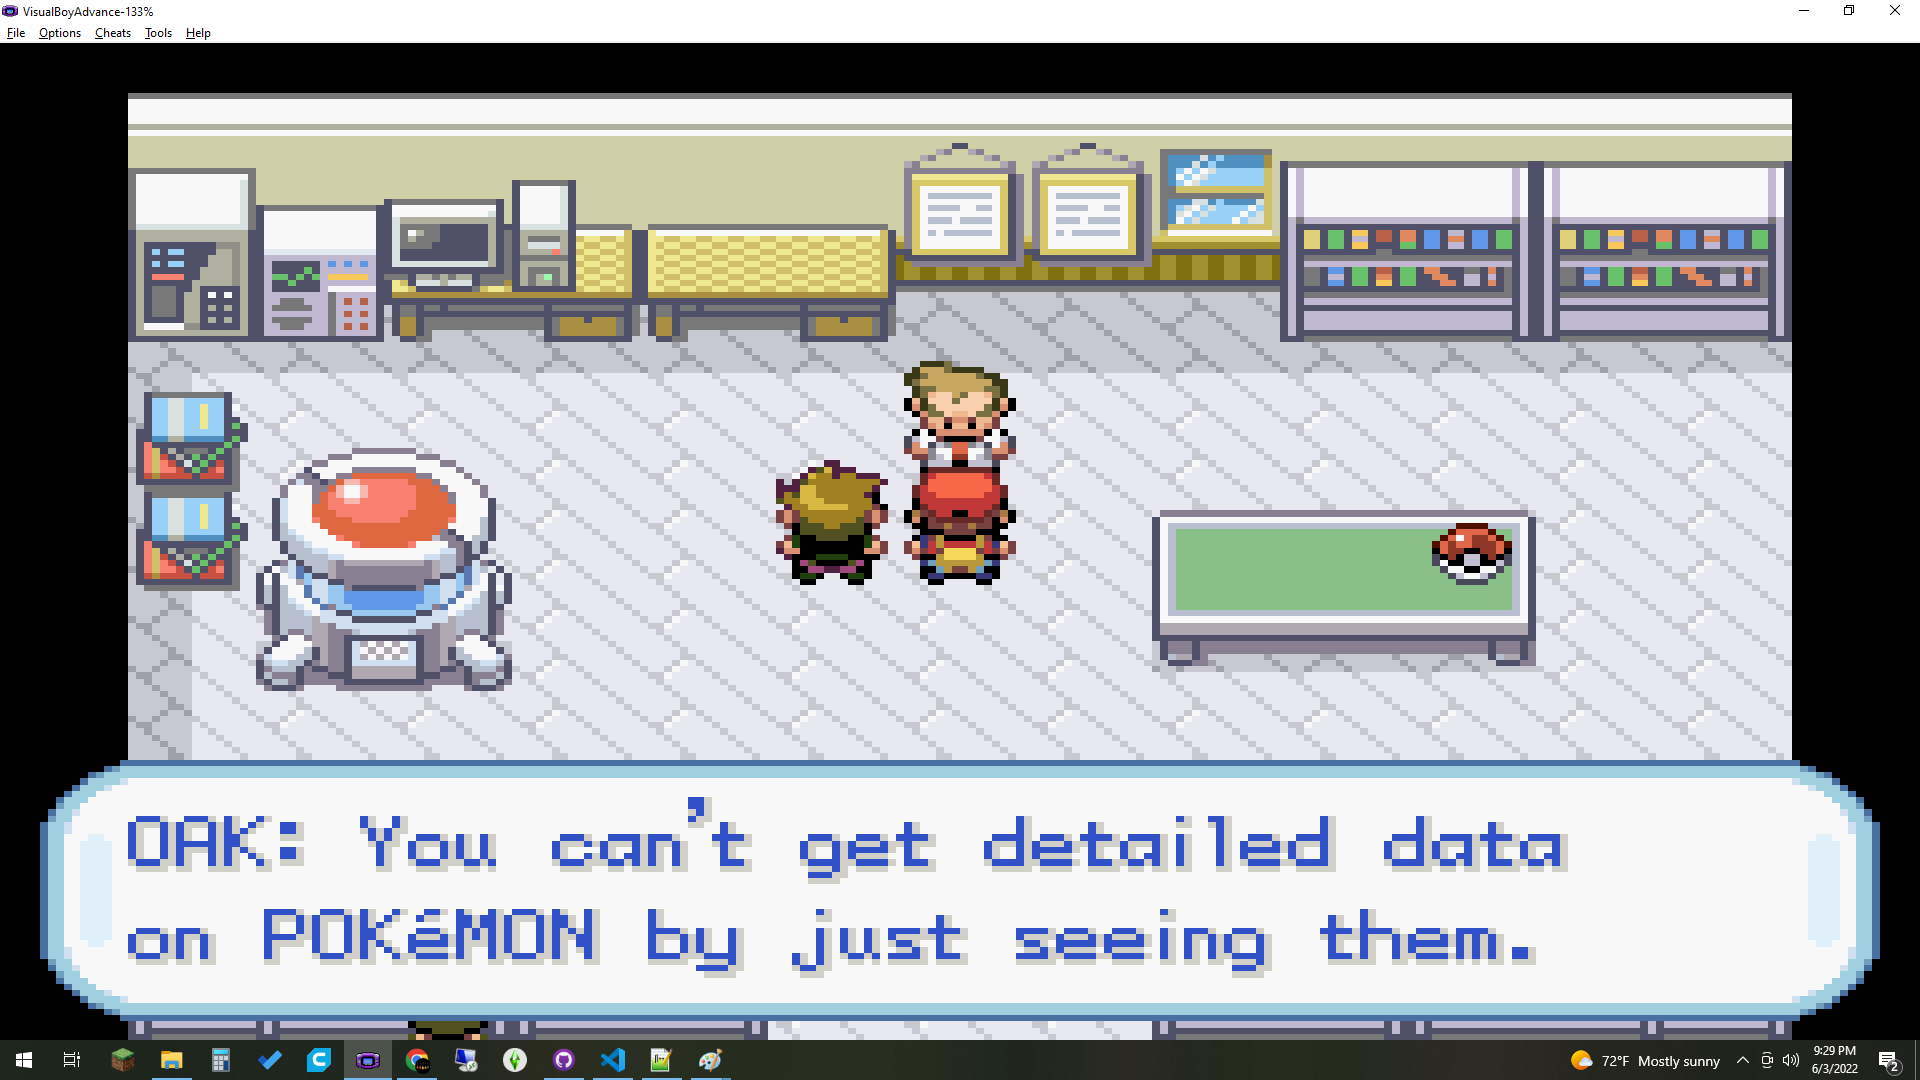 VisualBoyAdvance-133%
File Options Cheats Tools Help
OAK: You can't get detailed data
on POKéMON by just seeing them.
72°F Mostly sunny
9:29 PM
6/3/2022
2